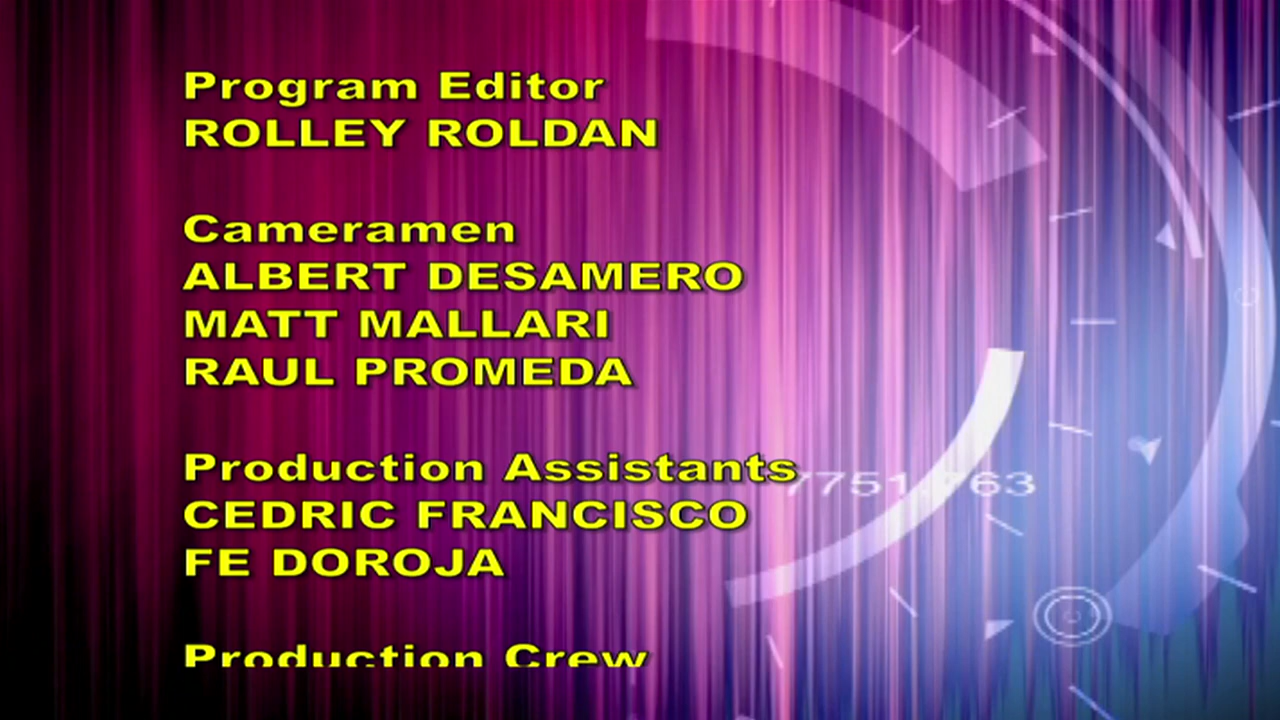 Program Editor
ROLLEY ROLDAN
Cameramen
ALBERT DESAMERO
MATT MALLARI
RAUL PROMEDA
Production Assistants
CEDRIC FRANCISCO
FE DOROJA
Production Crew